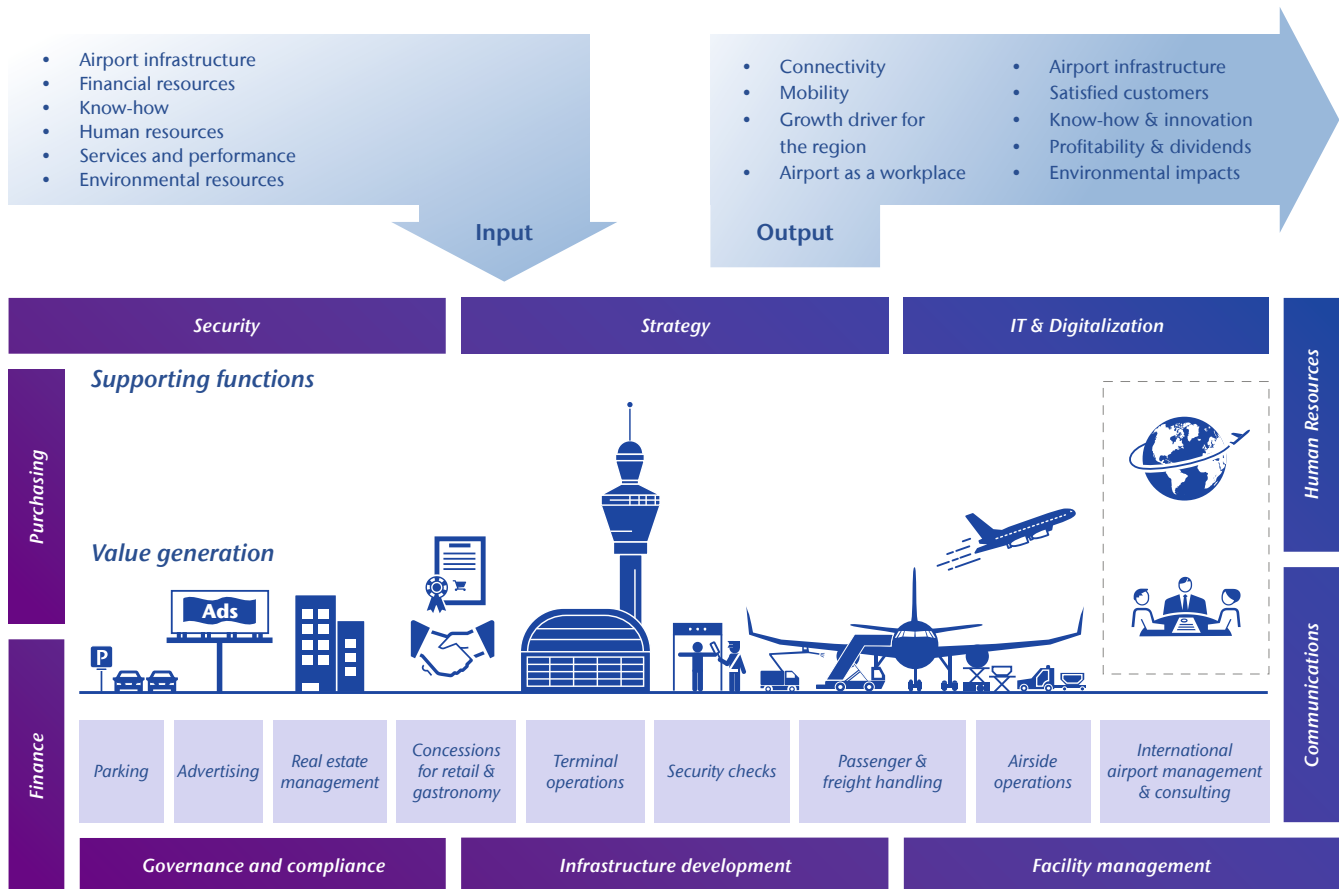 • Airport infrastructure
• Financial resources
• Know-how
• Human resources
• Services and performance
• Environmental resources
Input
• Connectivity
• Mobility
• Growth driver for
the region
• Airport as a workplace
• Airport infrastructure
• Satisfied customers
• Know-how & innovation
• Profitability & dividends
• Environmental impacts
Output
Security
Strategy
IT & Digitalization
Human Resources
Purchasing
Supporting functions
Value generation
Ads
P
Finance
Communications
Parking
Advertising
Real estate
management
Concessions
for retail &
gastronomy
Terminal
operations
Security checks
Passenger &
freight handling
Airside
operations
International
airport management
& consulting
Governance and compliance
Infrastructure development
Facility management